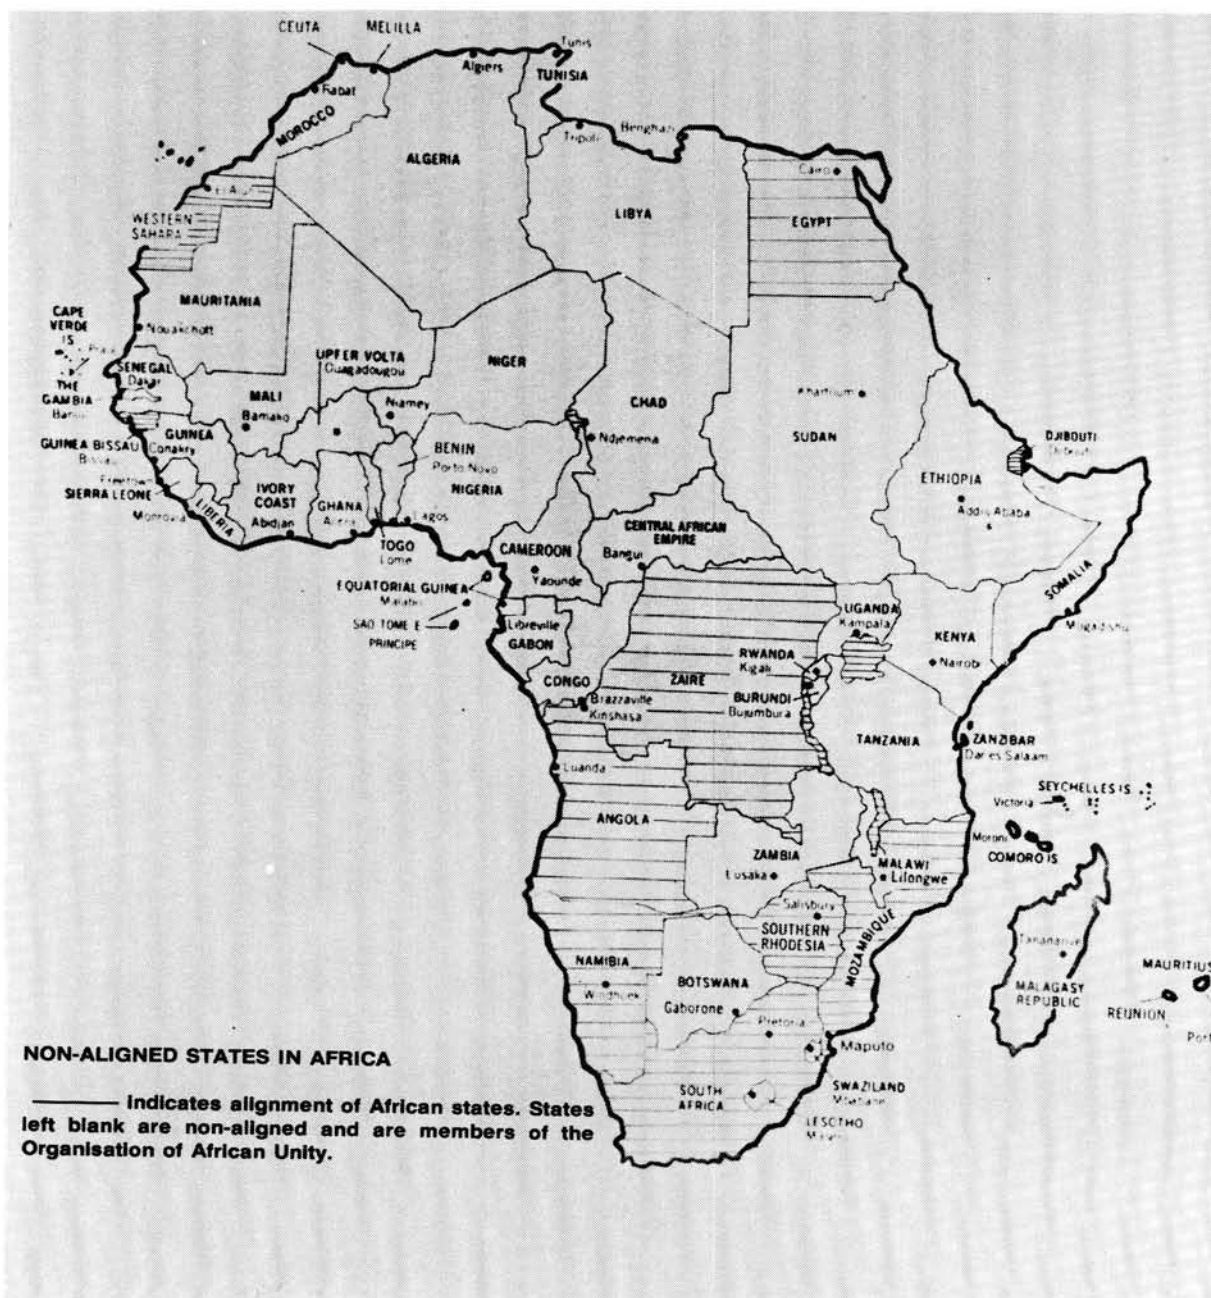 CEUTA
MELILLA
Tunis
Algiers
TUNISIA
Rabat
MOROCCO
Tripoli
Benghazi
ALGERIA
Cairo
LIBYA
EGYPT
WESTERN
SAHARA
MAURITANIA
CAPE
VERDE
IS
Nouakchott
UPPER VOLTA
Ouagadougou
NIGER
SENEGAL
Dakar
THE
GAMBIA
MALI
Bamako
Niamey
CHAD
Khartoum
GUINEA
Conakry
GUINEA BISSAU
Bissau
BENIN
Porto Novo
Ndjemena
SUDAN
DJIBOUTI
Freetown
SIERRA LEONE
IVORY
COAST
Abidjan
GHANA
Accra
NIGERIA
Lagos
ETHIOPIA
Addis Ababa
LIBERIA
Monrovia
TOGO
Lome
CENTRAL AFRICAN
EMPIRE
Bangui
CAMEROON
Yaounde
SOMALIA
EQUATORIAL GUINEA
Malabo
Libreville
GABON
SAO TOME E
PRINCIPE
UGANDA
Kampala
KENYA
Nairobi
Mogadishu
RWANDA
Kigali
CONGO
ZAIRE
BURUNDI
Bujumbura
Brazzaville
Kinshasa
TANZANIA
ZANZIBAR
Dar es Salaam
Luanda
SEYCHELLES IS
Victoria
ANGOLA
Moroni
COMORO IS
ZAMBIA
Lusaka
MALAWI
Lilongwe
Salisbury
SOUTHERN
RHODESIA
MOZAMBIQUE
Tananarive
NAMIBIA
Windhoek
BOTSWANA
Gaborone
MALAGASY
REPUBLIC
MAURITIUS
REUNION
Port
Pretoria
Maputo
SWAZILAND
Mbabane
SOUTH
AFRICA
LESOTHO
NON-ALIGNED STATES IN AFRICA
Indicates alignment of African states. States
left blank are non-aligned and are members of the
Organisation of African Unity.